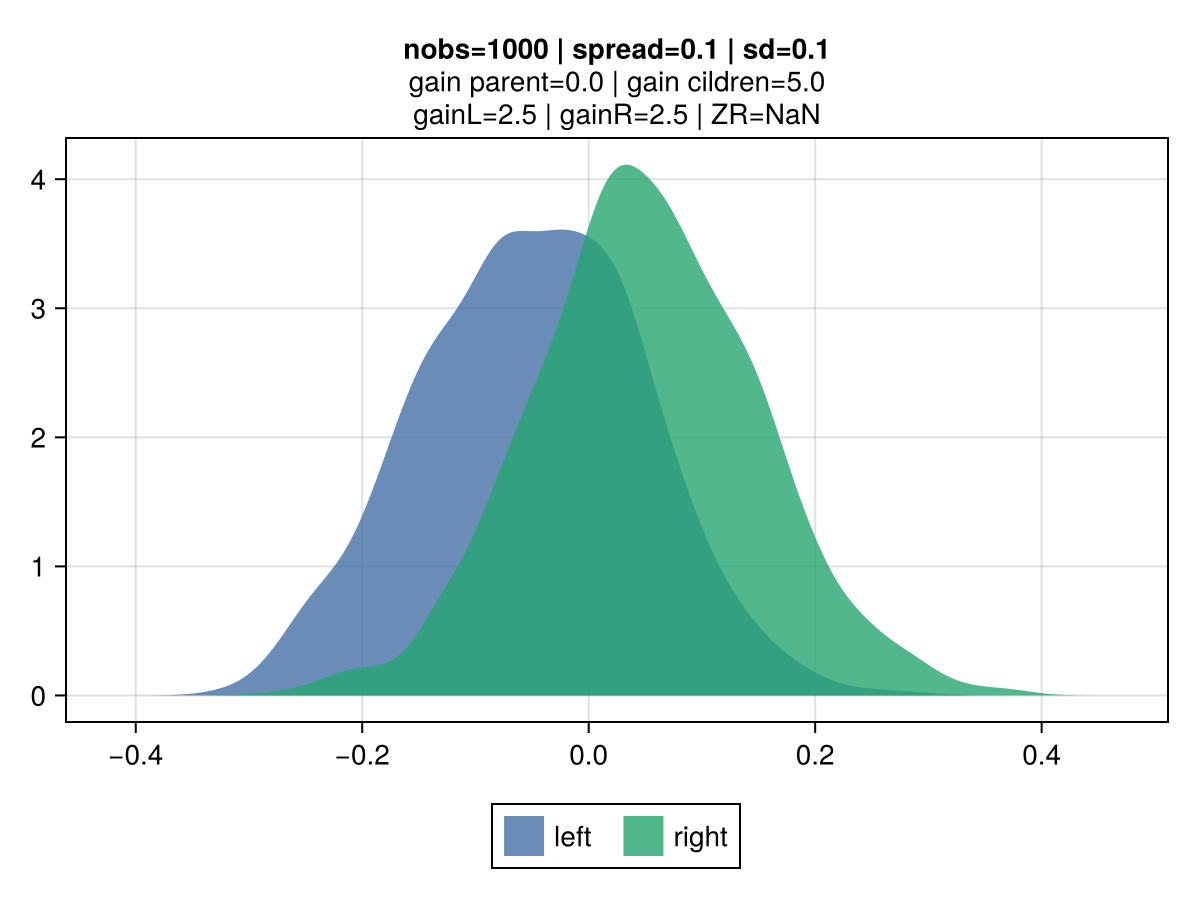 nobs=1000 | spread=0.1 | sd=0.1
gain parent=0.0 | gain cildren=5.0
gainL=2.5 | gainR=2.5 | ZR=NaN
4
3
2
1
0
−0.4 −0.2 0.0 0.2 0.4
left right